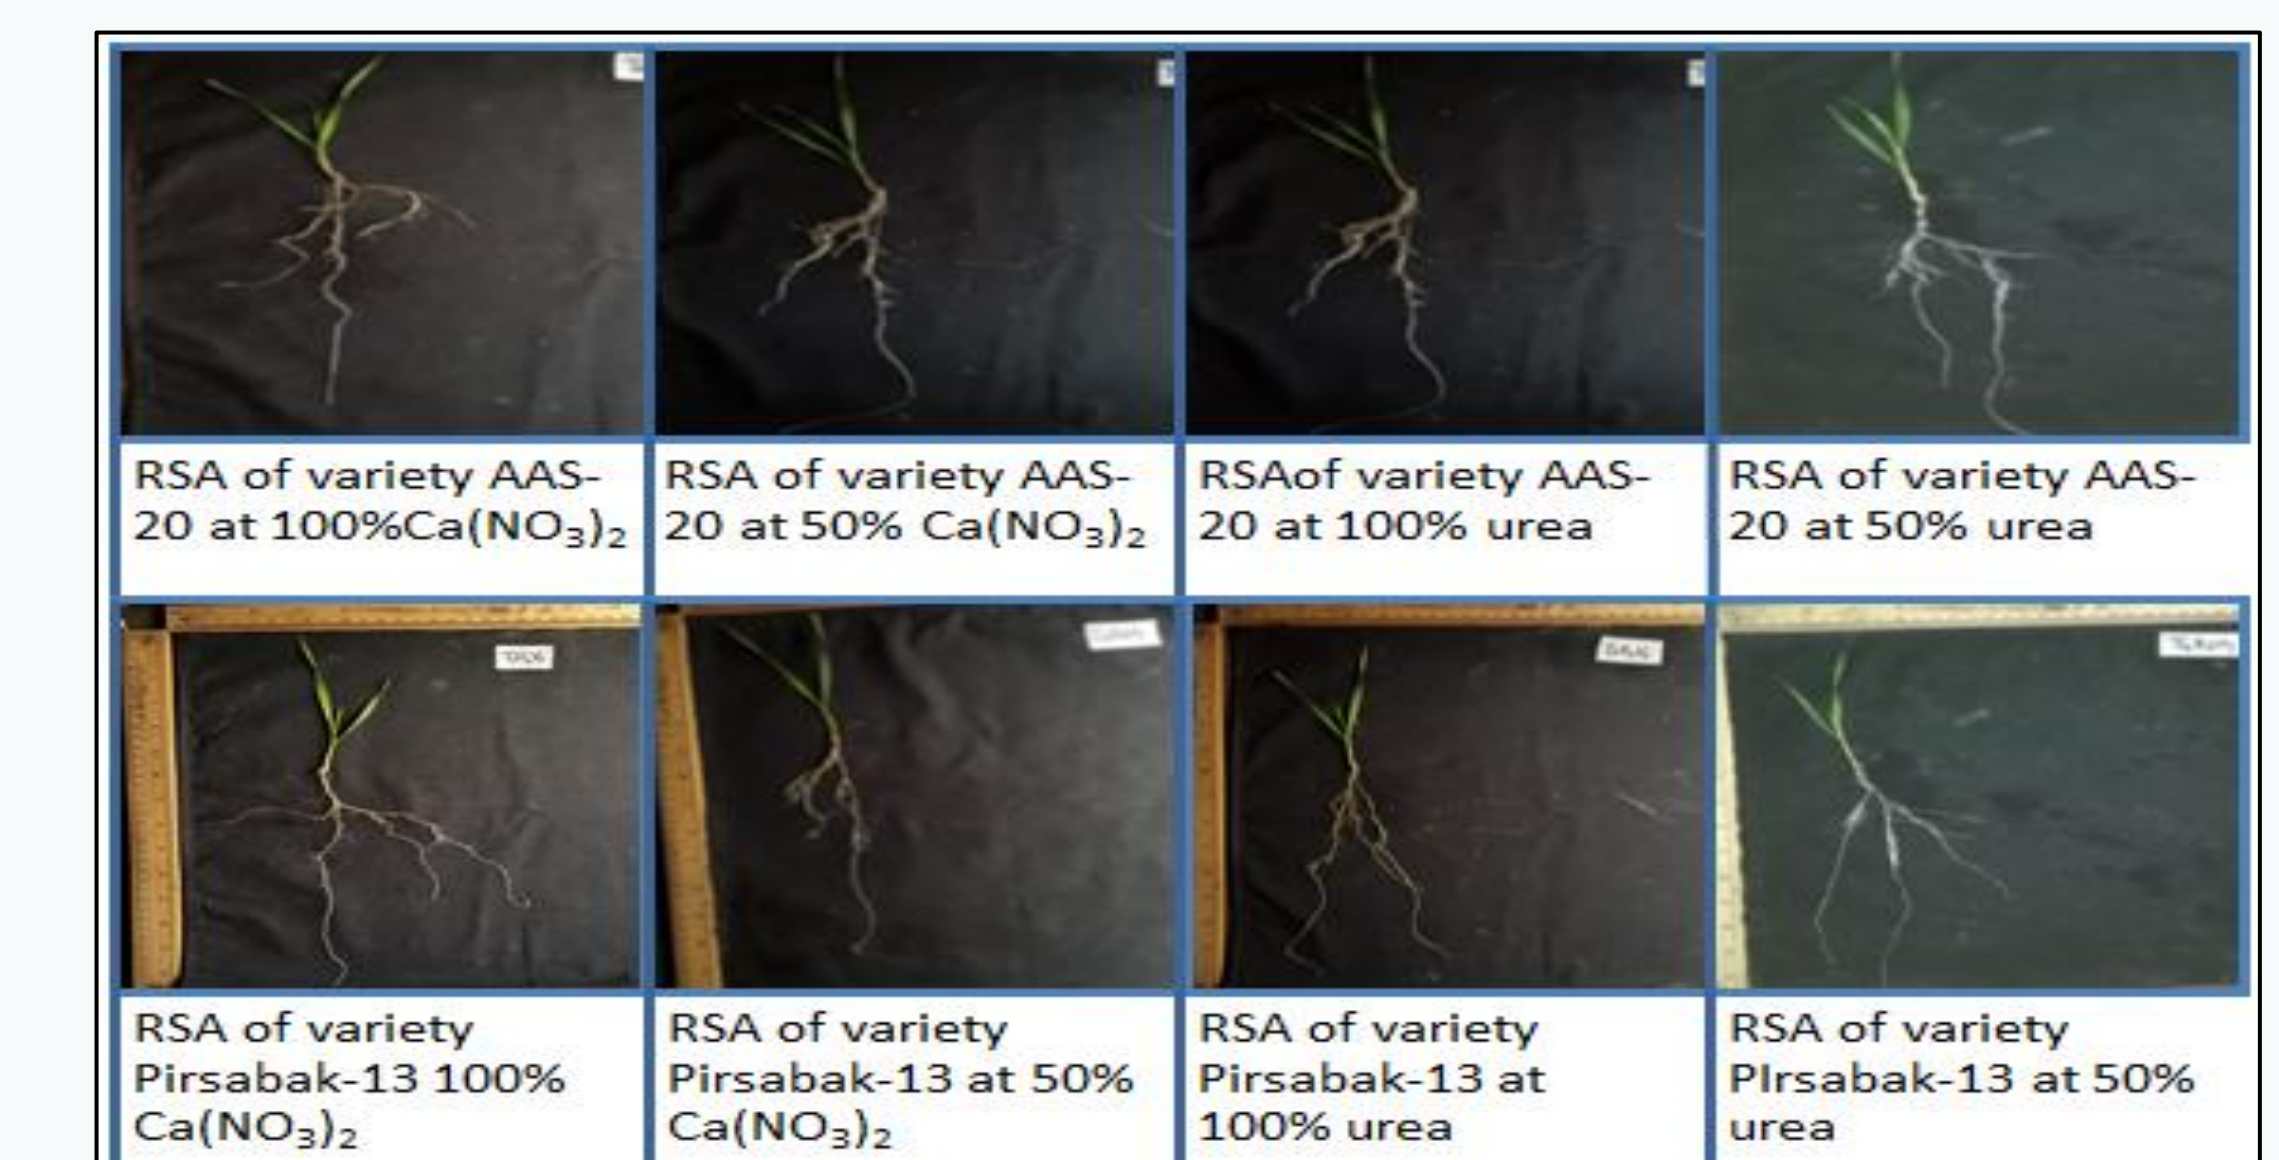 RSA of variety AAS-
20 at 100%Ca(NO₃)₂
RSA of variety AAS-
20 at 50% Ca(NO₃)₂
RSAof variety AAS-
20 at 100% urea
RSA of variety AAS-
20 at 50% urea
RSA of variety
Pirsabak-13 100%
Ca(NO₃)₂
RSA of variety
Pirsabak-13 at 50%
Ca(NO₃)₂
RSA of variety
Pirsabak-13 at
100% urea
RSA of variety
PIrsabak-13 at 50%
urea